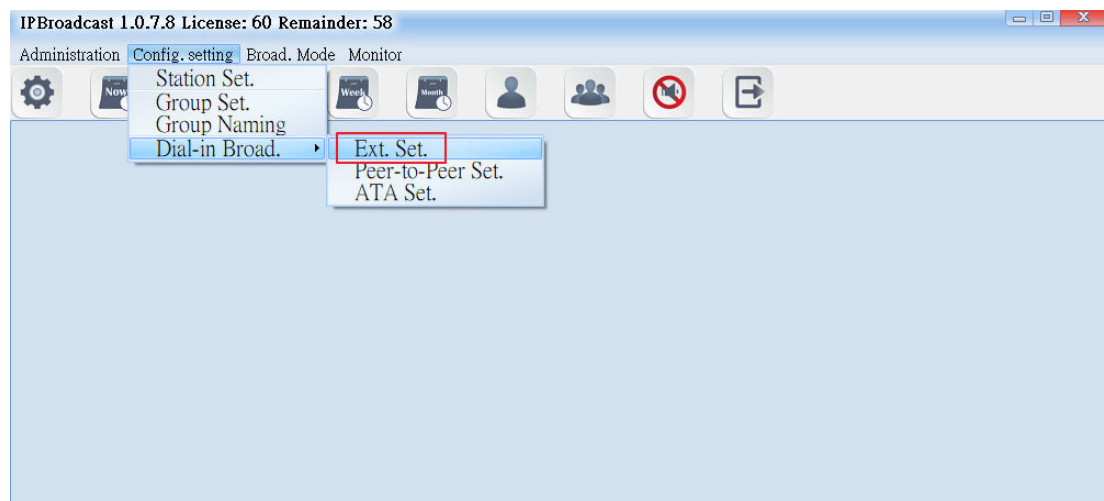 IPBroadcast 1.0.7.8 License: 60 Remainder: 58
Administration Config. setting Broad. Mode Monitor
Now Week Month
Station Set.
Group Set.
Group Naming
Dial-in Broad.
Ext. Set.
Peer-to-Peer Set.
ATA Set.